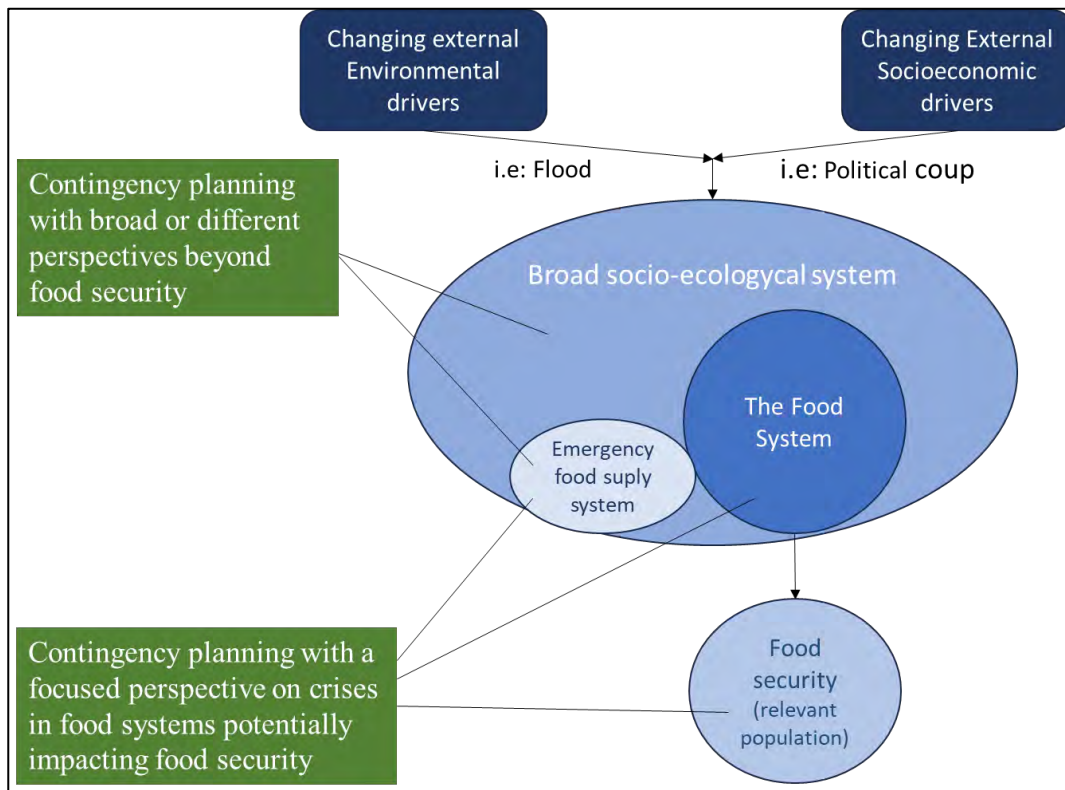 Changing external
Environmental
drivers
Changing External
Socioeconomic
drivers
i.e: Flood
i.e: Political coup
Contingency planning
with broad or different
perspectives beyond
food security
Broad socio-ecologycal system
The Food
System
Emergency
food suply
system
Contingency planning with a
focused perspective on crises
in food systems potentially
impacting food security
Food
security
(relevant
population)